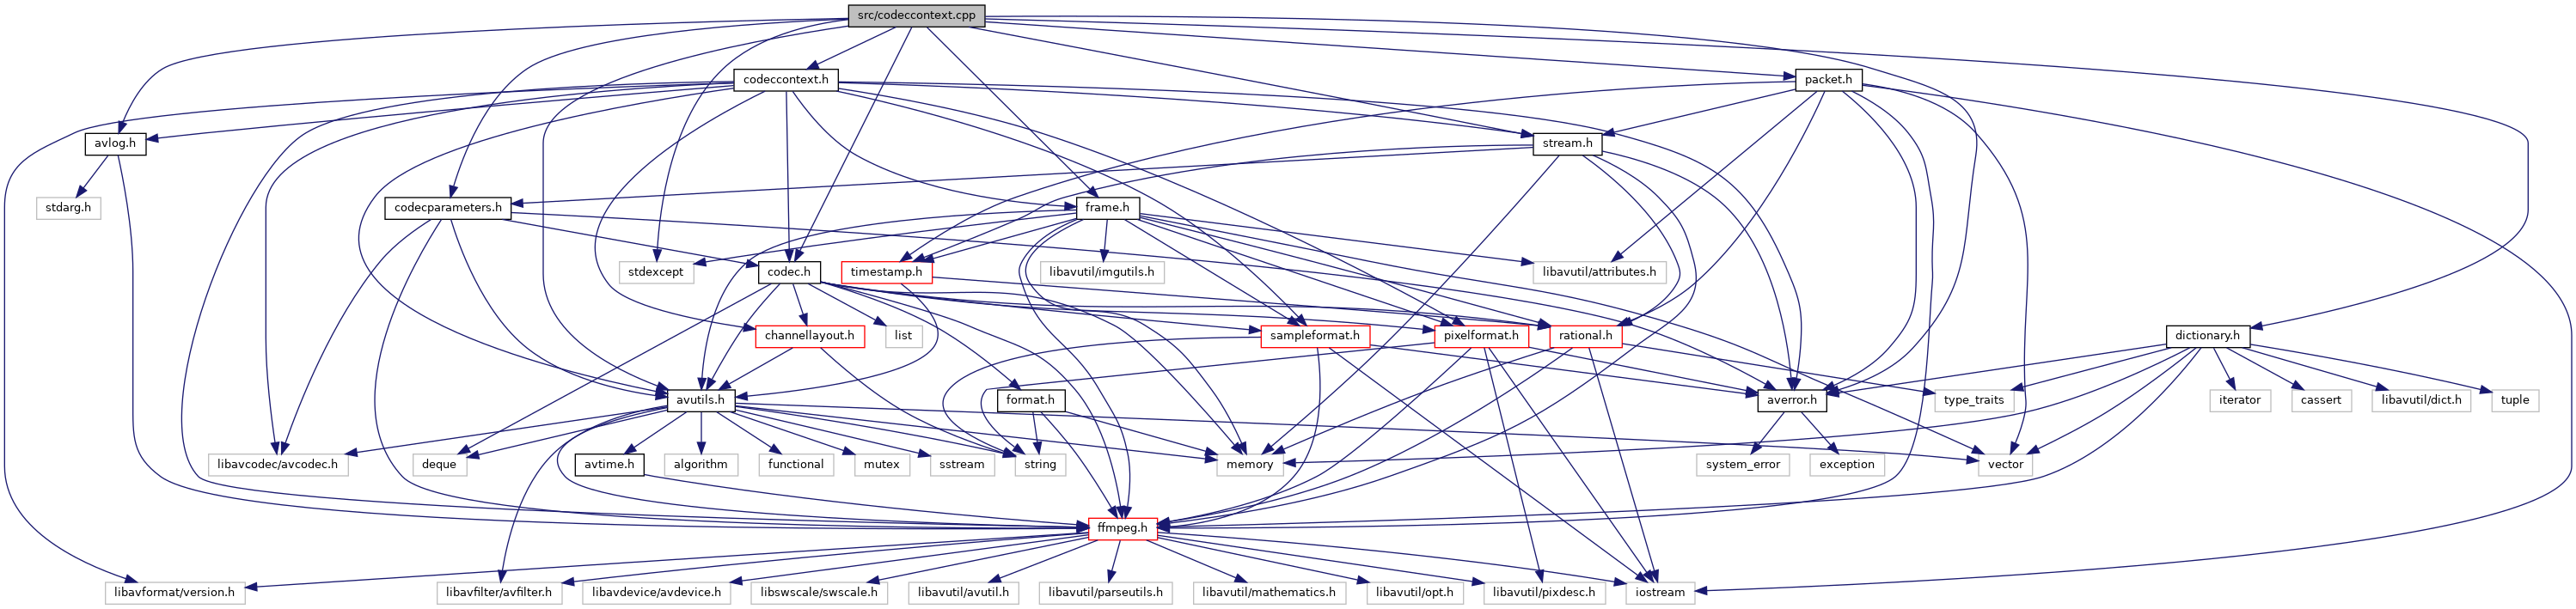 src/codeccontext.cpp
codeccontext.h
packet.h
avlog.h
stream.h
stdarg.h
codecparameters.h
frame.h
stdexcept
codec.h
timestamp.h
libavutil/imgutils.h
libavutil/attributes.h
channellayout.h
list
sampleformat.h
pixelformat.h
rational.h
dictionary.h
avutils.h
format.h
averror.h
type_traits
iterator
cassert
libavutil/dict.h
tuple
libavcodec/avcodec.h
deque
avtime.h
algorithm
functional
mutex
sstream
string
memory
system_error
exception
vector
ffmpeg.h
libavformat/version.h
libavfilter/avfilter.h
libavdevice/avdevice.h
libswscale/swscale.h
libavutil/avutil.h
libavutil/parseutils.h
libavutil/mathematics.h
libavutil/opt.h
libavutil/pixdesc.h
iostream